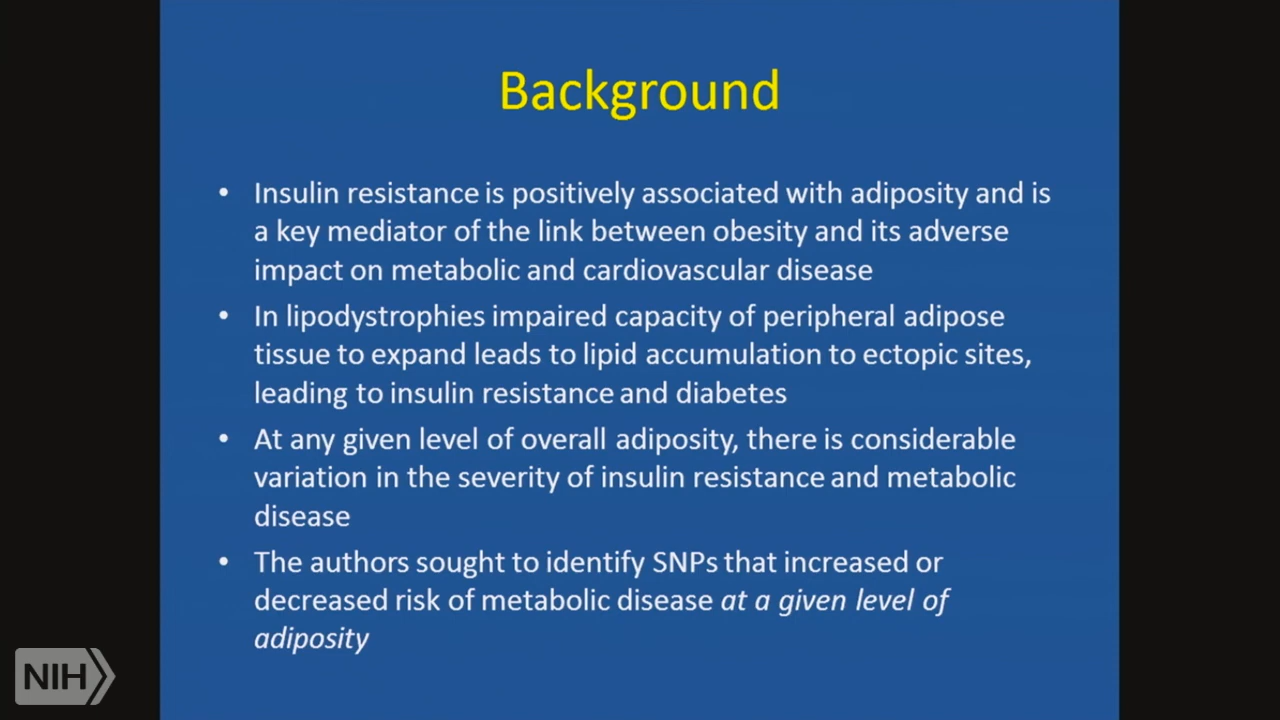 Background
• Insulin resistance is positively associated with adiposity and is
a key mediator of the link between obesity and its adverse
impact on metabolic and cardiovascular disease
• In lipodystrophies impaired capacity of peripheral adipose
tissue to expand leads to lipid accumulation to ectopic sites,
leading to insulin resistance and diabetes
• At any given level of overall adiposity, there is considerable
variation in the severity of insulin resistance and metabolic
disease
• The authors sought to identify SNPs that increased or
decreased risk of metabolic disease at a given level of
adiposity
NIH